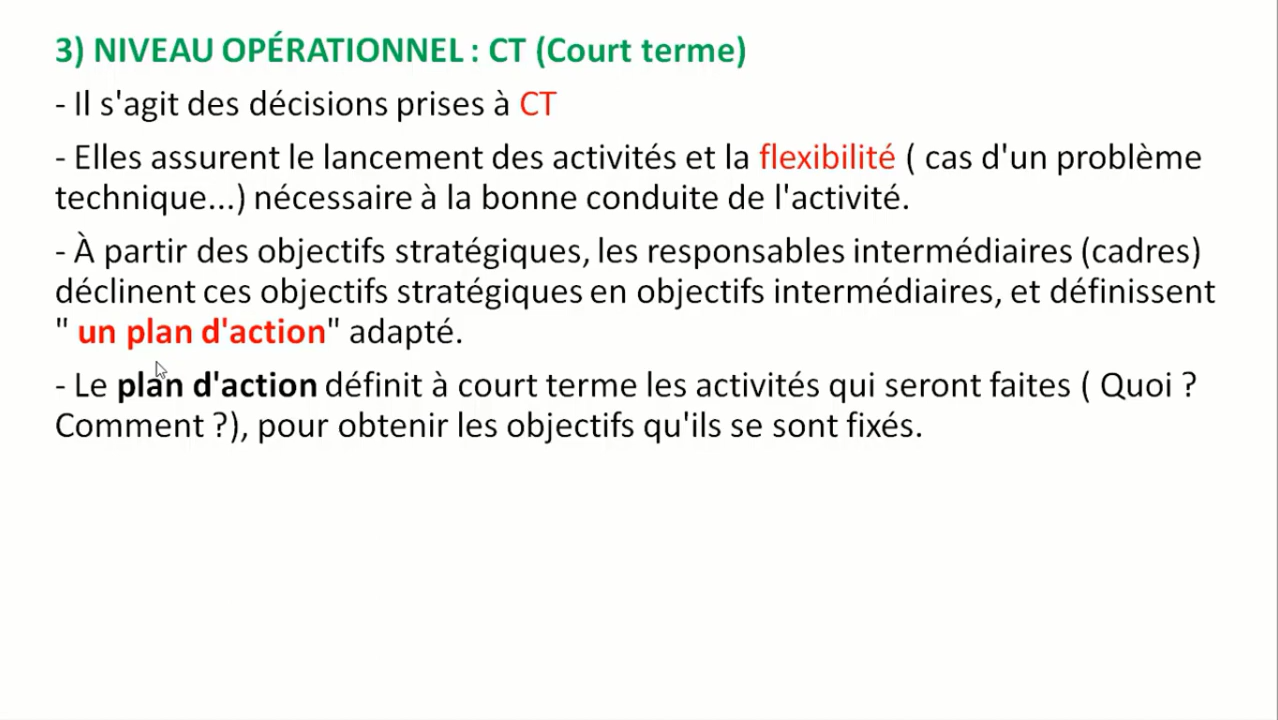 3) NIVEAU OPÉRATIONNEL : CT (Court terme)
- Il s'agit des décisions prises à CT
- Elles assurent le lancement des activités et la flexibilité ( cas d'un problème
technique...) nécessaire à la bonne conduite de l'activité.
- À partir des objectifs stratégiques, les responsables intermédiaires (cadres)
déclinent ces objectifs stratégiques en objectifs intermédiaires, et définissent
" un plan d'action" adapté.
- Le plan d'action définit à court terme les activités qui seront faites ( Quoi ?
Comment ?), pour obtenir les objectifs qu'ils se sont fixés.